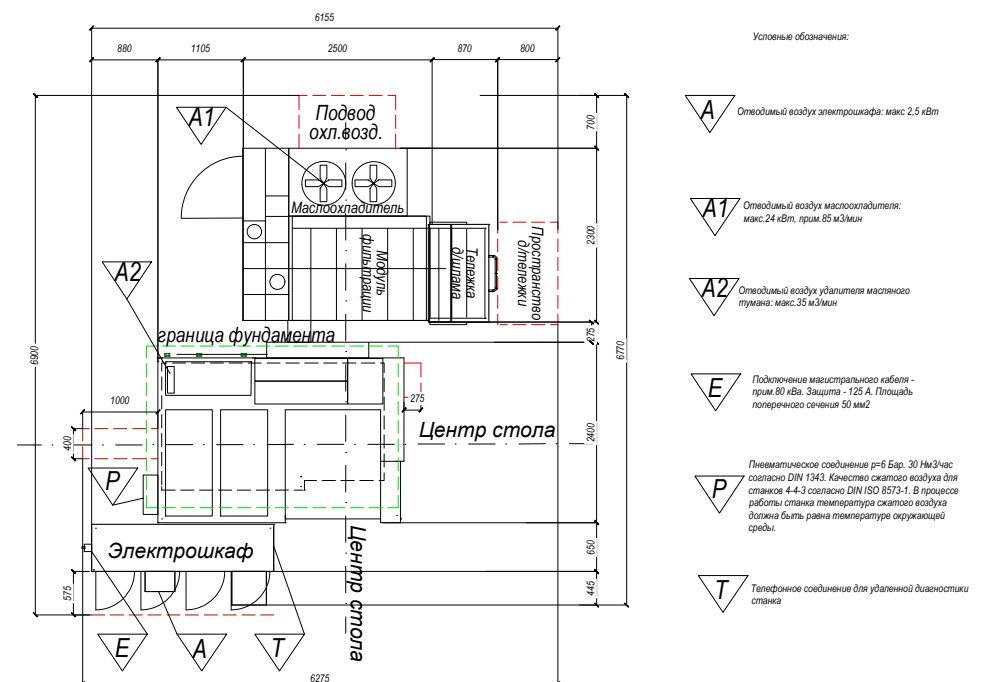 6155
880
1105
2500
870
800
Условные обозначения:
А1
Подвод
охл.возд.
700
А
Отводимый воздух электрошкафа: макс 2,5 кВт
Маслоохладитель
А1
Отводимый воздух маслоохладителя:
макс.24 кВт, прим.85 м3/мин
Модуль
фильтрации
Тележка
д/шлама
Пространство
д/тележки
2300
А2
А2
Отводимый воздух удалителя масляного
тумана: макс.35 м3/мин
граница фундамента
275
6900
6770
Е
Подключение магистрального кабеля -
прим.80 кВа. Защита - 125 А. Площадь
поперечного сечения 50 мм2
1000
275
400
Центр стола
2400
Р
Р
Пневматическое соединение р=6 Бар. 30 Нм3/час
согласно DIN 1343. Качество сжатого воздуха для
станков 4-4-3 согласно DIN ISO 8573-1. В процессе
работы станка температура сжатого воздуха
должна быть равна температуре окружающей
среды.
Электрошкаф
Центр стола
650
575
445
Т
Телефонное соединение для удаленной диагностики
станка
Е
А
Т
6275